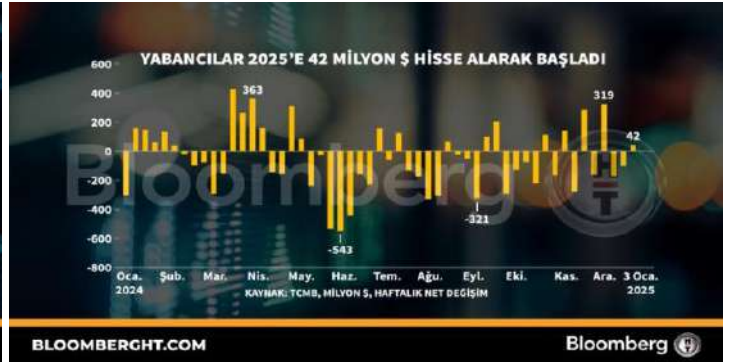 YABANCILAR 2025'E 42 MİLYON $ HİSSE ALARAK BAŞLADI
600
400
200
0
-200
-400
-600
-800
363
-543
-321
319
42
Oca. 2024 Şub. Mar. Nis. May. Haz. Tem. Ağu. Eyl. Eki. Kas. Ara. 3 Oca. 2025
KAYNAK: TCMB, MİLYON $, HAFTALIK NET DEĞİŞİM
Bloomberg HT
BLOOMBERGHT.COM
Bloomberg HT